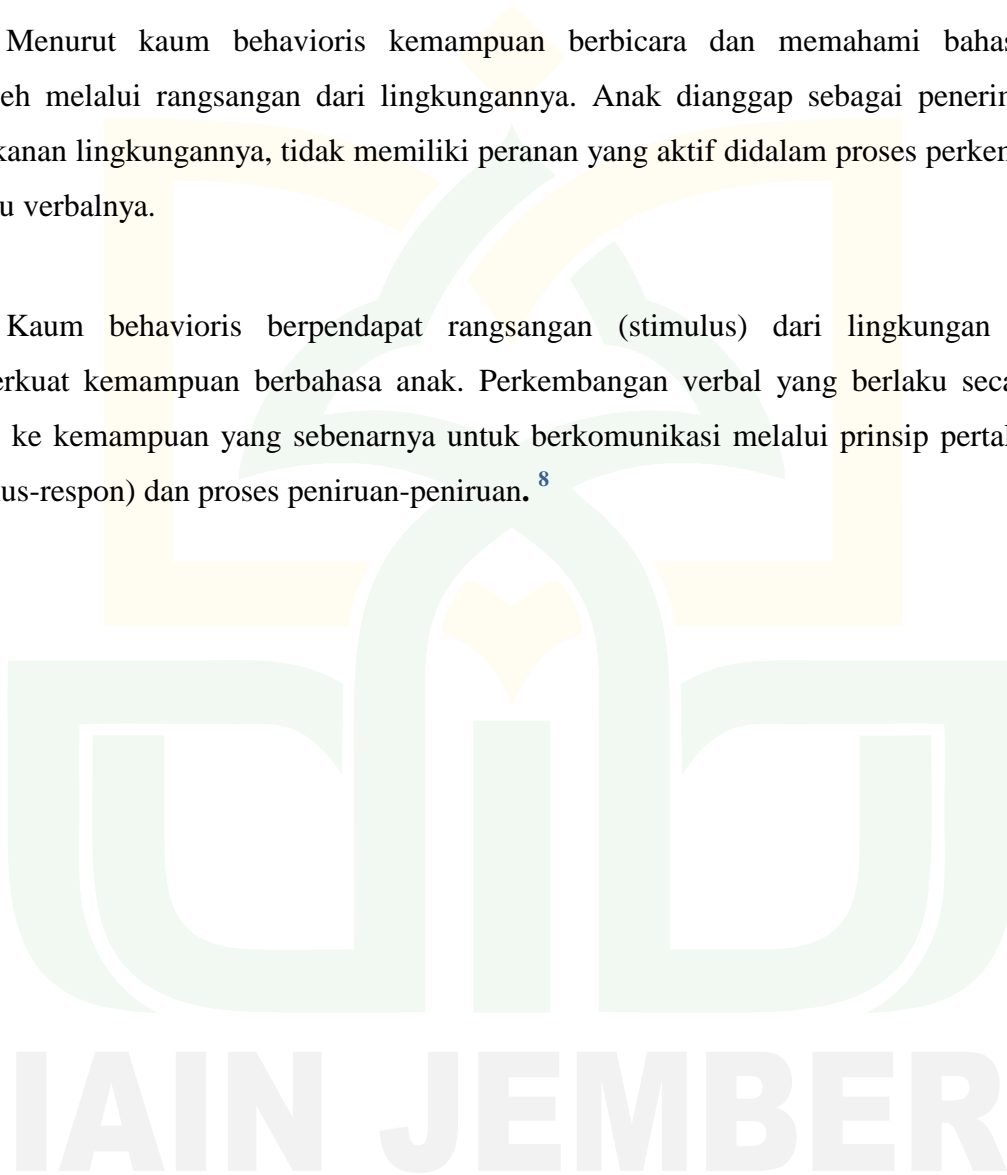 Menurut kaum behavioris kemampuan berbicara dan memahami bahas
eh melalui rangsangan dari lingkungannya. Anak dianggap sebagai penerin
kanan lingkungannya, tidak memiliki peranan yang aktif didalam proses perken
u verbalnya.
Kaum behavioris berpendapat rangsangan (stimulus) dari lingkungan
erkuat kemampuan berbahasa anak. Perkembangan verbal yang berlaku seca
ke kemampuan yang sebenarnya untuk berkomunikasi melalui prinsip pertal
us-respon) dan proses peniruan-peniruan. 8
IAIN JEMBER